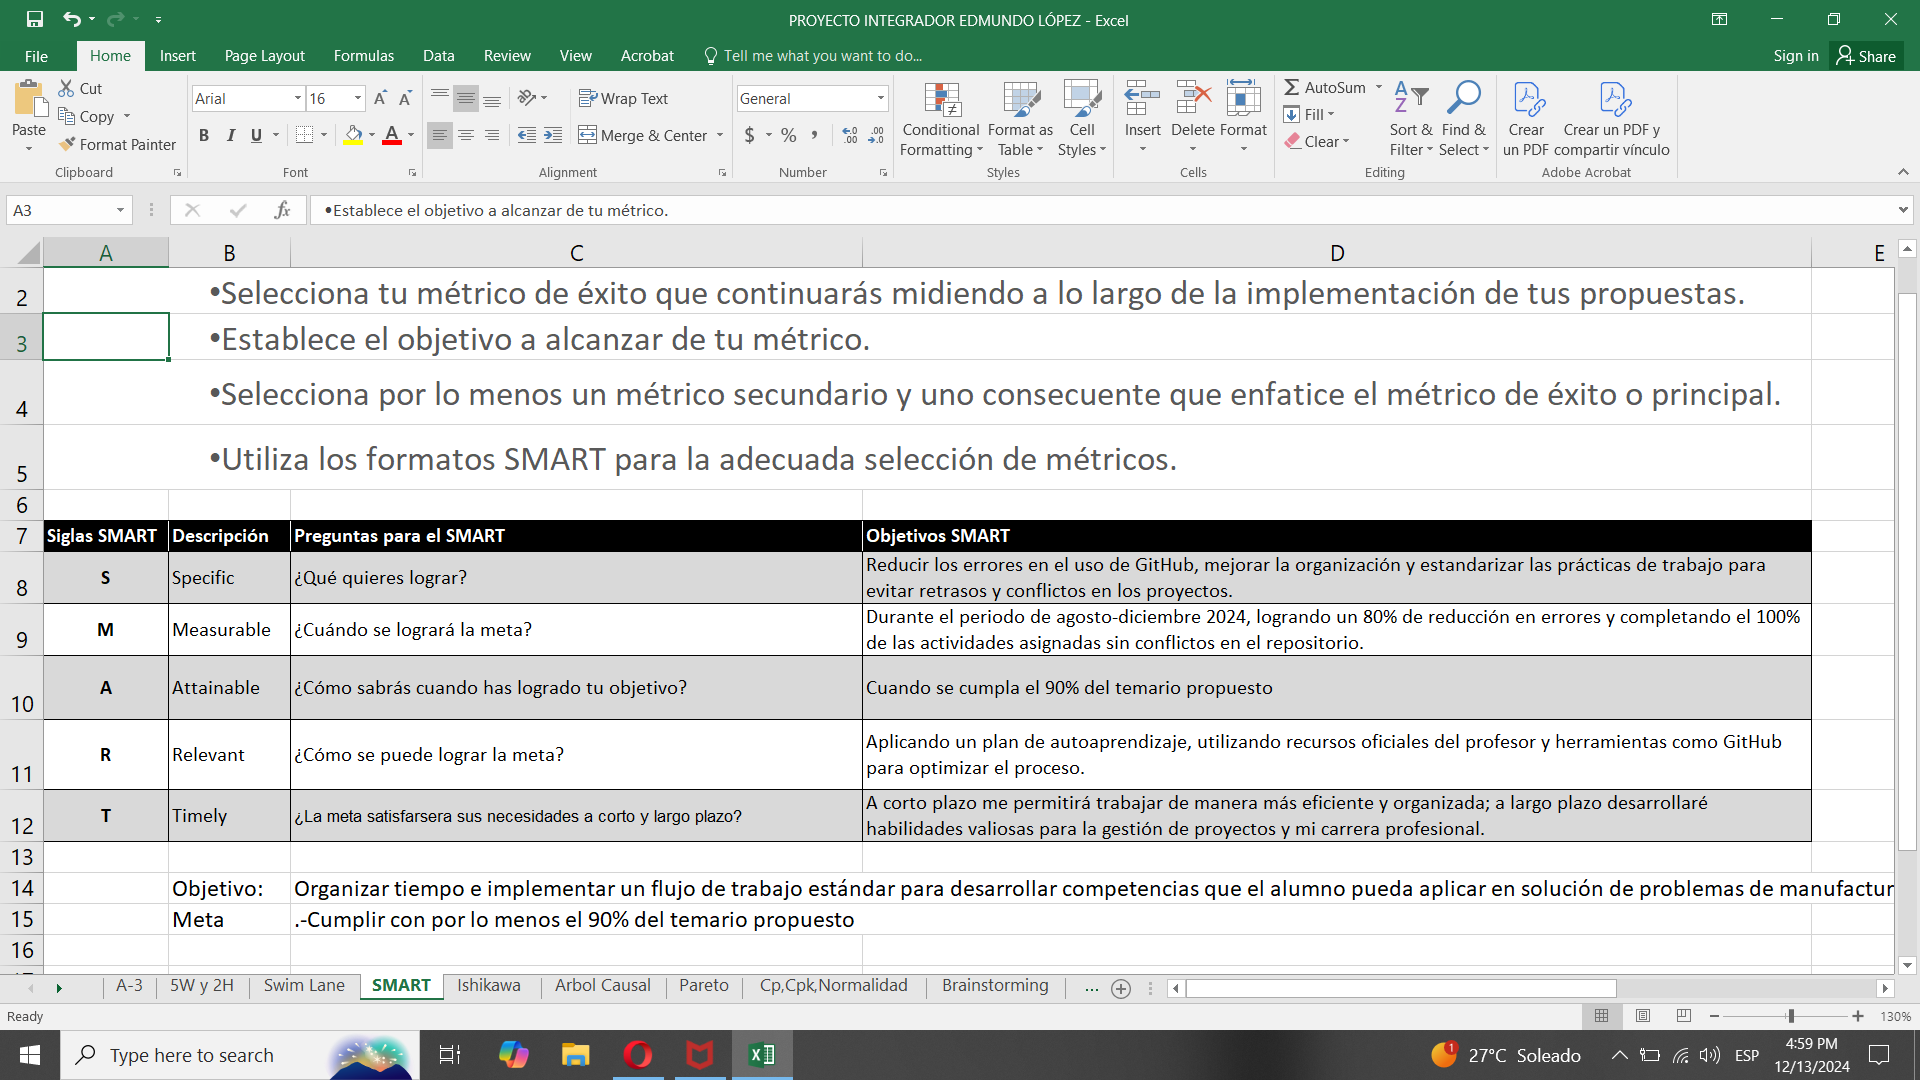 PROYECTO INTEGRADOR EDMUNDO LÓPEZ - Excel
File Home Insert Page Layout Formulas Data Review View Acrobat Tell me what you want to do... Sign in Share
Paste
Cut
Copy
Format Painter
Clipboard
Arial 16
B I U
Font
Wrap Text
Merge & Center
Alignment
General
$ % ,
Number
Conditional Formatting
Format as Table
Cell Styles
Styles
Insert Delete Format
Cells
AutoSum
Fill
Clear
Sort & Filter
Find & Select
Editing
Crear un PDF
Crear un PDF y compartir vínculo
Adobe Acrobat
A3 fx •Establece el objetivo a alcanzar de tu métrico.
A B C D E
2 •Selecciona tu métrico de éxito que continuarás midiendo a lo largo de la implementación de tus propuestas.
3 •Establece el objetivo a alcanzar de tu métrico.
4 •Selecciona por lo menos un métrico secundario y uno consecuente que enfatice el métrico de éxito o principal.
5 •Utiliza los formatos SMART para la adecuada selección de métricos.
6
7 Siglas SMART Descripción Preguntas para el SMART Objetivos SMART
8 S Specific ¿Qué quieres lograr? Reducir los errores en el uso de GitHub, mejorar la organización y estandarizar las prácticas de trabajo para
evitar retrasos y conflictos en los proyectos.
9 M Measurable ¿Cuándo se logrará la meta? Durante el periodo de agosto-diciembre 2024, logrando un 80% de reducción en errores y completando el 100%
de las actividades asignadas sin conflictos en el repositorio.
10 A Attainable ¿Cómo sabrás cuando has logrado tu objetivo? Cuando se cumpla el 90% del temario propuesto
11 R Relevant ¿Cómo se puede lograr la meta? Aplicando un plan de autoaprendizaje, utilizando recursos oficiales del profesor y herramientas como GitHub
para optimizar el proceso.
12 T Timely ¿La meta satisfarsera sus necesidades a corto y largo plazo? A corto plazo me permitirá trabajar de manera más eficiente y organizada; a largo plazo desarrollaré
habilidades valiosas para la gestión de proyectos y mi carrera profesional.
13
14 Objetivo: Organizar tiempo e implementar un flujo de trabajo estándar para desarrollar competencias que el alumno pueda aplicar en solución de problemas de manufactur
15 Meta .-Cumplir con por lo menos el 90% del temario propuesto
16
A-3 5W y 2H Swim Lane SMART Ishikawa Arbol Causal Pareto Cp,Cpk,Normalidad Brainstorming ...
Ready 130%
Type here to search
1 27°C Soleado ESP 4:59 PM
12/13/2024